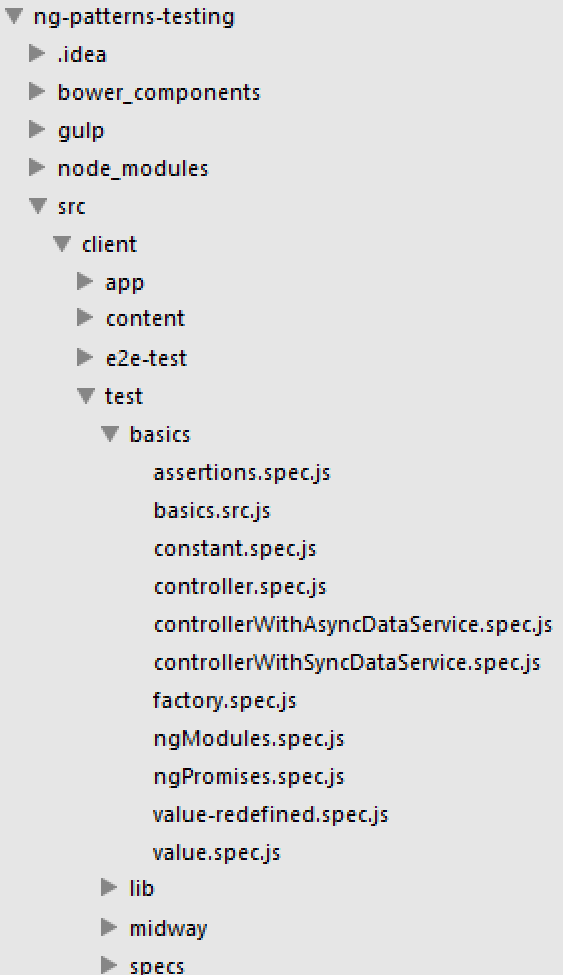 ng-patterns-testing
.idea
bower_components
gulp
node_modules
src
client
app
content
e2e-test
test
basics
assertions.spec.js
basics.src.js
constant.spec.js
controller.spec.js
controllerWithAsyncDataService.spec.js
controllerWithSyncDataService.spec.js
factory.spec.js
ngModules.spec.js
ngPromises.spec.js
value-redefined.spec.js
value.spec.js
lib
midway
specs